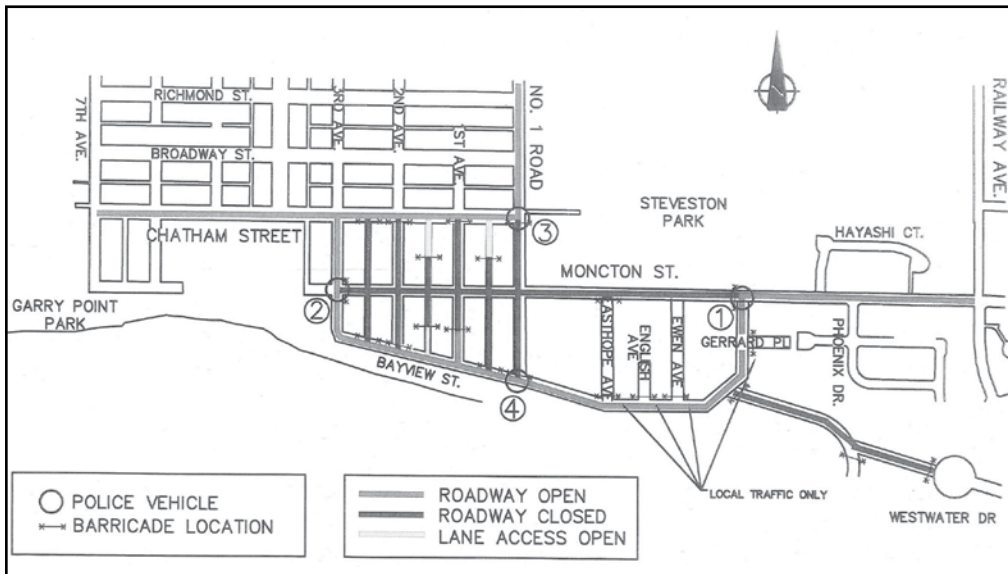 RICHMOND ST.
BROADWAY ST.
7TH AVE.
3RD AVE.
2ND AVE.
1ST AVE
NO. 1 ROAD
RAILWAY AVE.
STEVESTON
PARK
HAYASHI CT.
CHATHAM STREET
3
MONCTON ST.
GARRY POINT
PARK
2
1
GERRARD PL
EASTHOPE AVE
ENGLISH
AVE
EWEN AVE
PHOENIX DR.
BAYVIEW ST.
4
LOCAL TRAFFIC ONLY
WESTWATER DR
POLICE VEHICLE
BARRICADE LOCATION
ROADWAY OPEN
ROADWAY CLOSED
LANE ACCESS OPEN